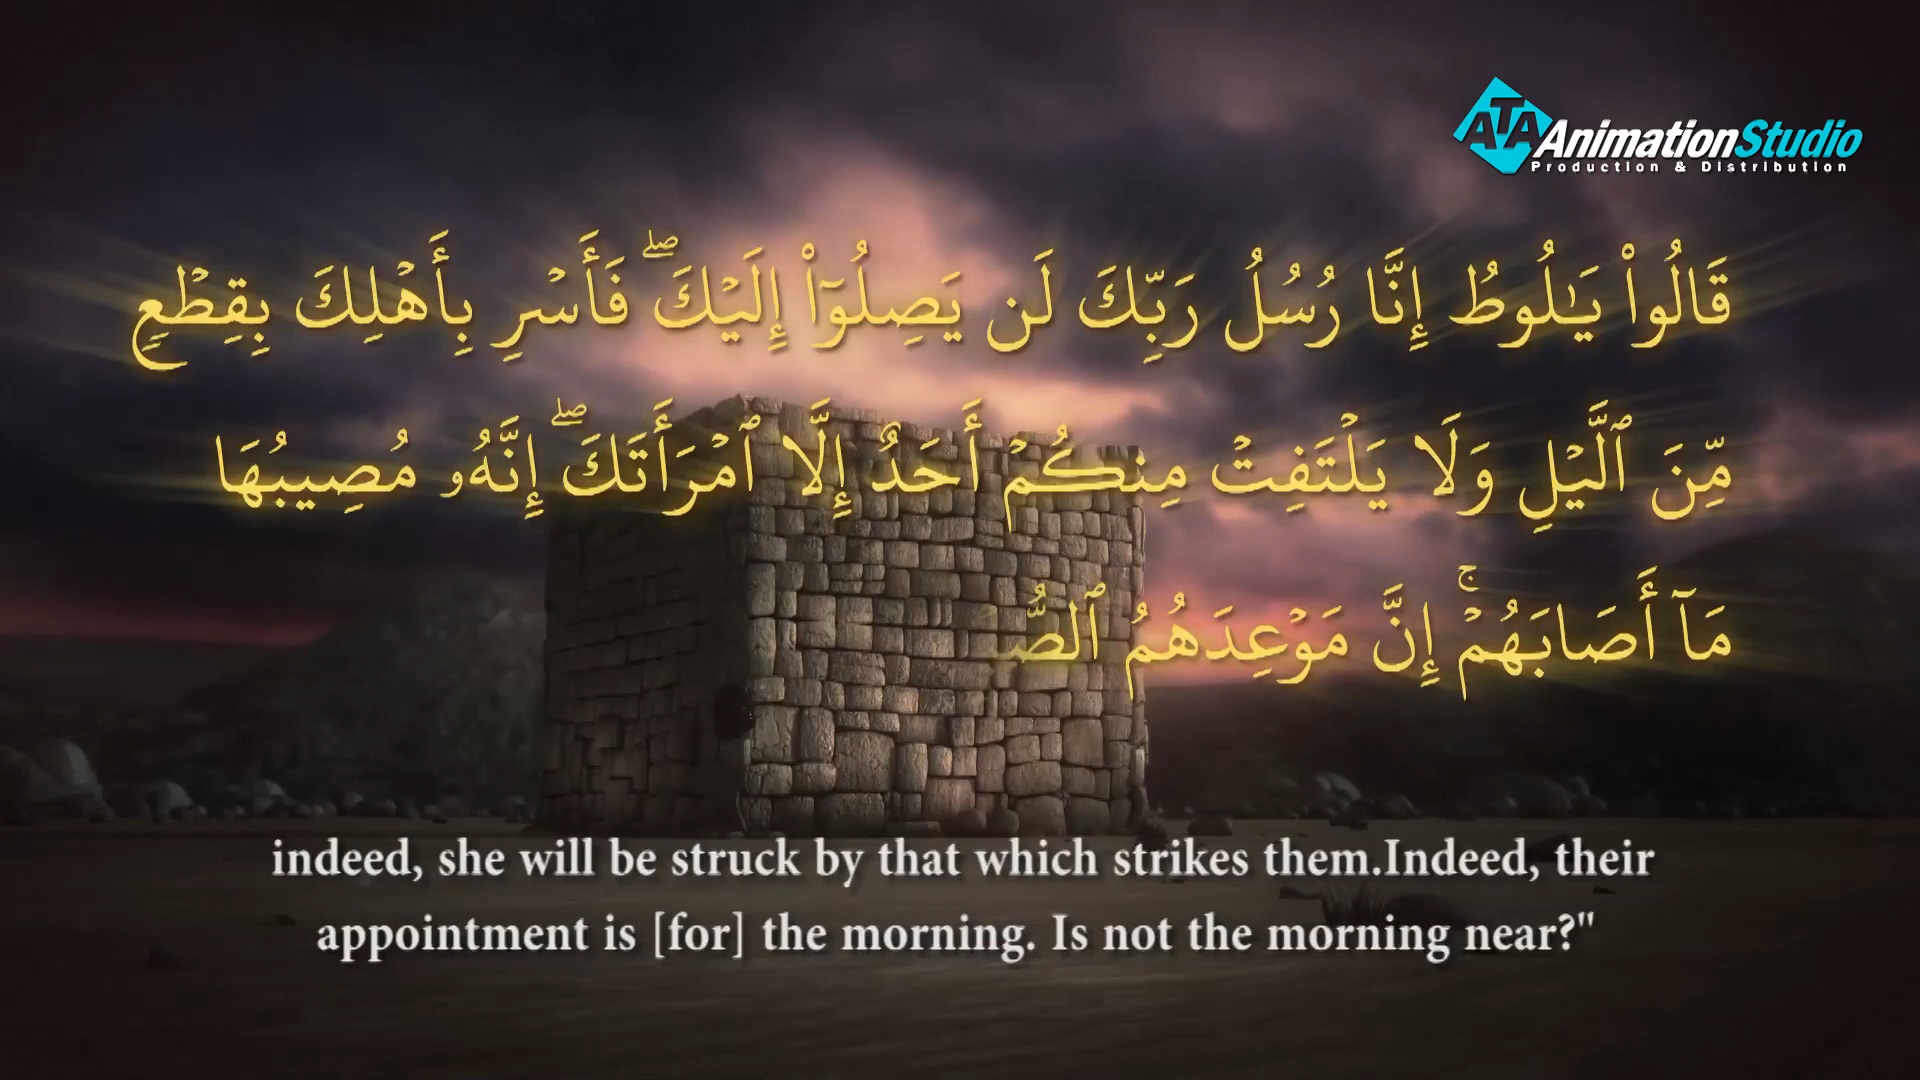 ATA AnimationStudio
Production & Distribution
قَالُوا۟ يَـٰلُوطُ إِنَّا رُسُلُ رَبِّكَ لَن يَصِلُوٓا۟ إِلَيْكَ ۖ فَأَسْرِ بِأَهْلِكَ بِقِطْعٍ
مِّنَ ٱلَّيْلِ وَلَا يَلْتَفِتْ مِنكُمْ أَحَدٌ إِلَّا ٱمْرَأَتَكَ ۖ إِنَّهُۥ مُصِيبُهَا
مَآ أَصَابَهُمْ ۚ إِنَّ مَوْعِدَهُمُ ٱلصُّ
indeed, she will be struck by that which strikes them.Indeed, their
appointment is [for] the morning. Is not the morning near?"